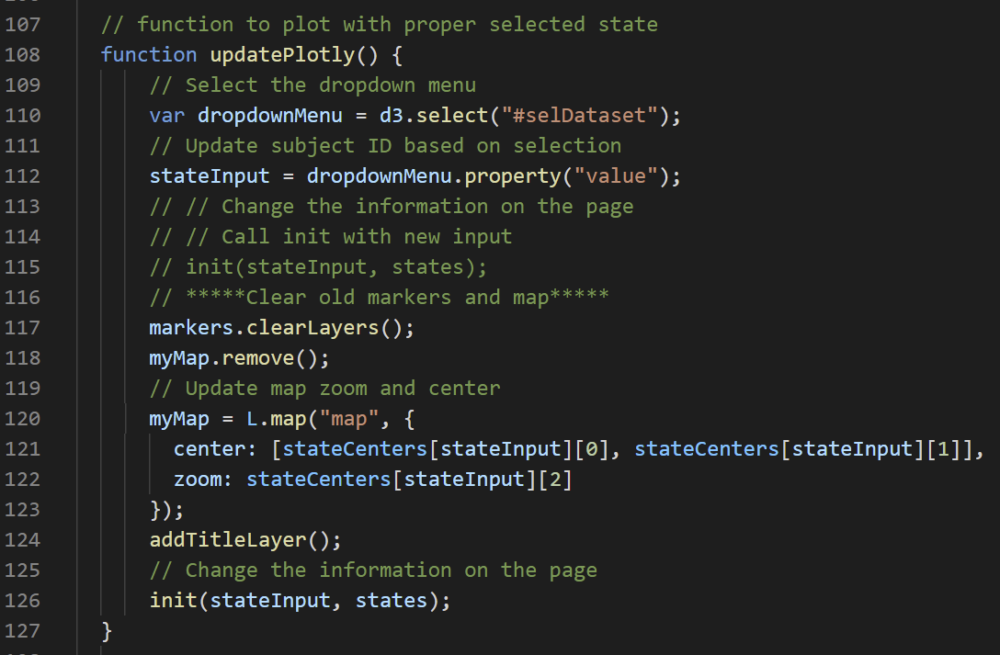 107 // function to plot with proper selected state
108 function updatePlotly() {
109 // Select the dropdown menu
110 var dropdownMenu = d3.select("#selDataset");
111 // Update subject ID based on selection
112 stateInput = dropdownMenu.property("value");
113 // // Change the information on the page
114 // // Call init with new input
115 // init(stateInput, states);
116 // *****Clear old markers and map*****
117 markers.clearLayers();
118 myMap.remove();
119 // Update map zoom and center
120 myMap = L.map("map", {
121 center: [stateCenters[stateInput][0], stateCenters[stateInput][1]],
122 zoom: stateCenters[stateInput][2]
123 });
124 addTitleLayer();
125 // Change the information on the page
126 init(stateInput, states);
127 }